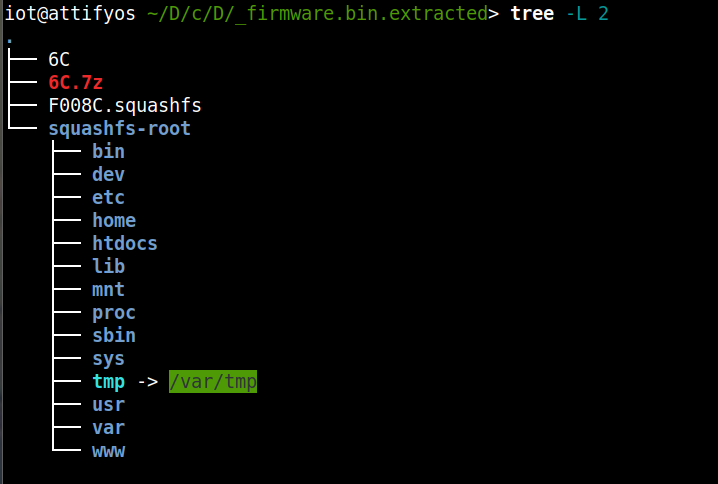 iot@attifyos ~/D/c/D/_firmware.bin.extracted> tree -L 2
.
├── 6C
├── 6C.7z
├── F008C.squashfs
└── squashfs-root
    ├── bin
    ├── dev
    ├── etc
    ├── home
    ├── htdocs
    ├── lib
    ├── mnt
    ├── proc
    ├── sbin
    ├── sys
    ├── tmp -> /var/tmp
    ├── usr
    ├── var
    └── www